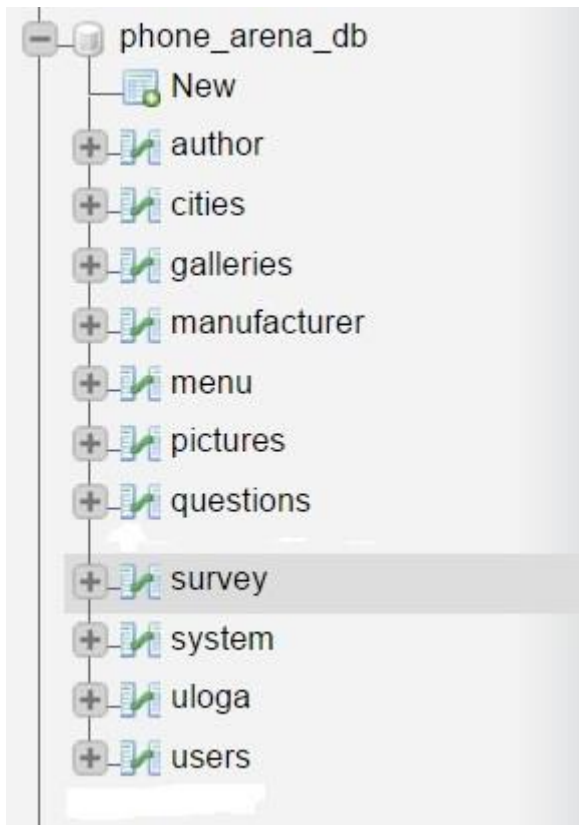 phone_arena_db
New
author
cities
galleries
manufacturer
menu
pictures
questions
survey
system
uloga
users